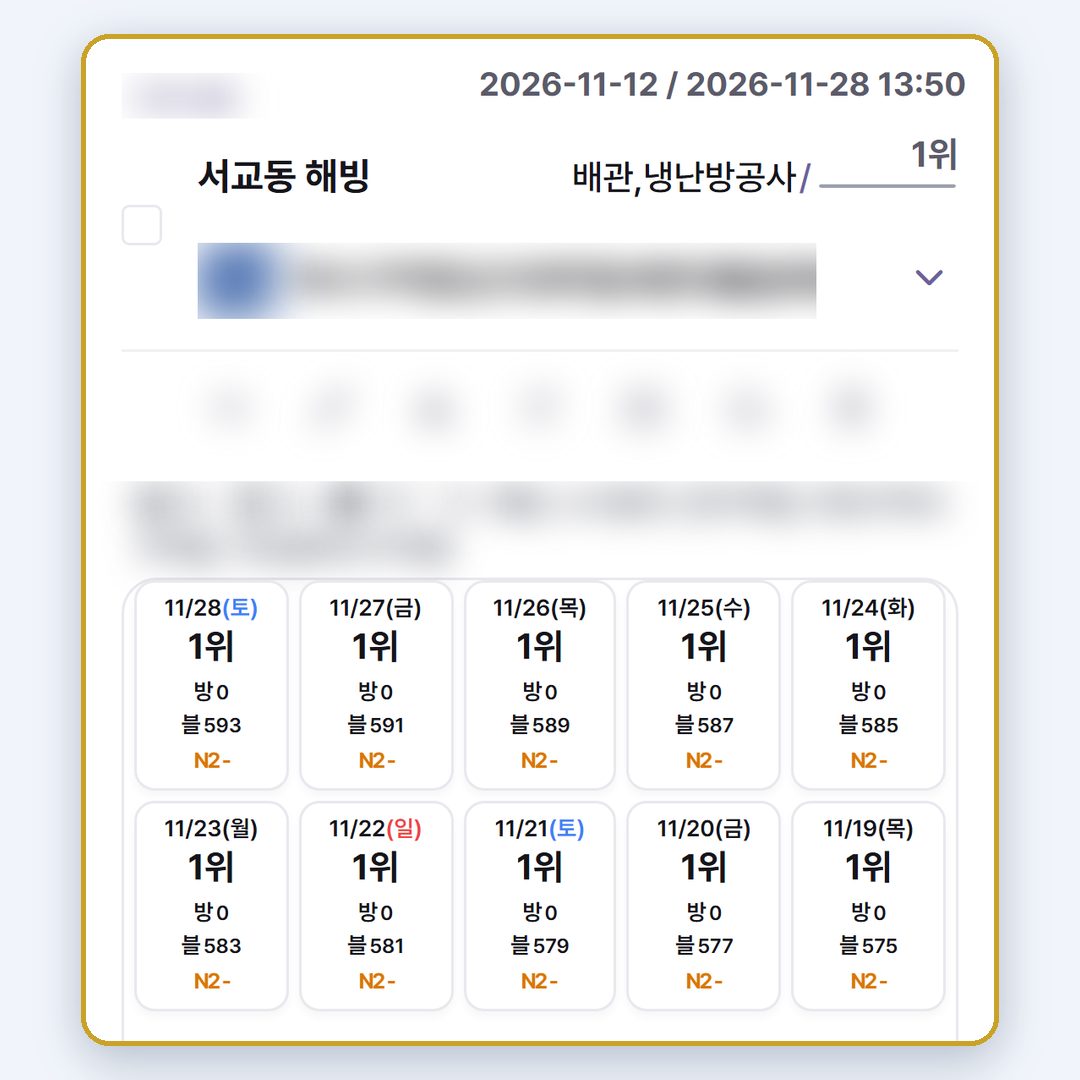 2026-11-12 / 2026-11-28 13:50
서교동 해빙 배관,냉난방공사/ 1위
11/28(토) 11/27(금) 11/26(목) 11/25(수) 11/24(화)
1위 1위 1위 1위 1위
방0 방0 방0 방0 방0
블593 블591 블589 블587 블585
N2- N2- N2- N2- N2-
11/23(월) 11/22(일) 11/21(토) 11/20(금) 11/19(목)
1위 1위 1위 1위 1위
방0 방0 방0 방0 방0
블583 블581 블579 블577 블575
N2- N2- N2- N2- N2-